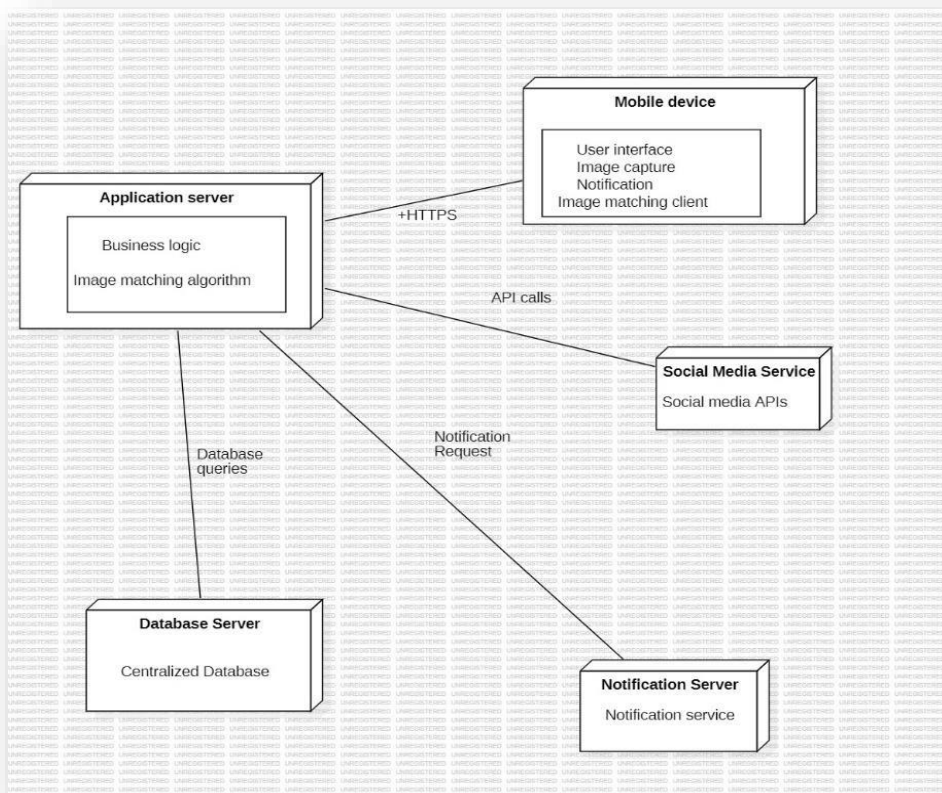 Mobile device
User interface
Image capture
Notification
Image matching client
Application server
Business logic
Image matching algorithm
+HTTPS
API calls
Social Media Service
Social media APIs
Notification
Request
Database
queries
Database Server
Centralized Database
Notification Server
Notification service
UNREGISTERED